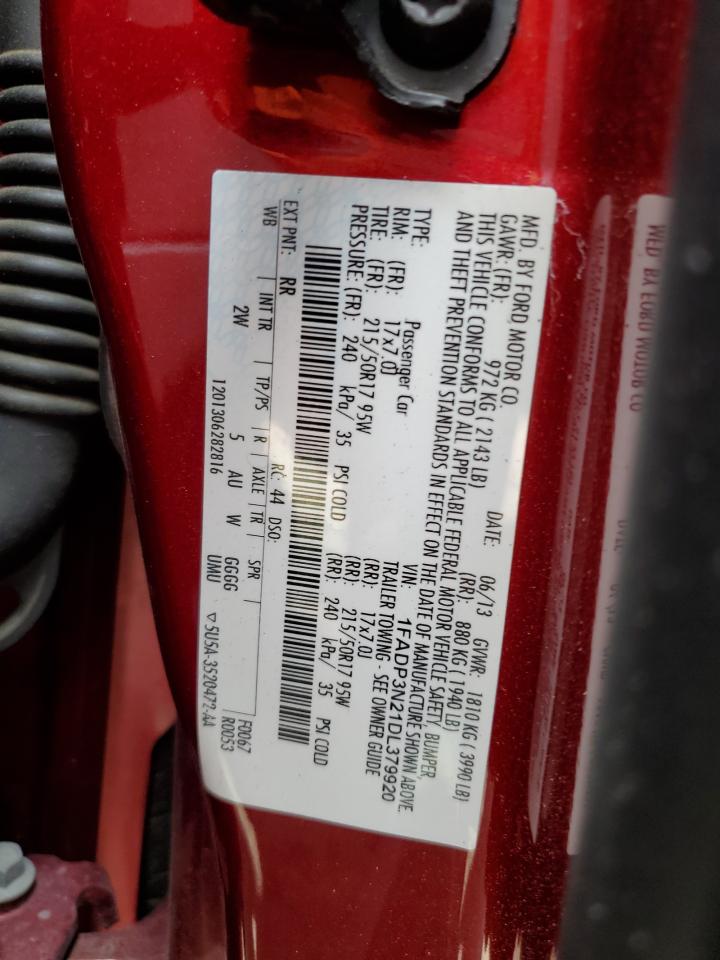 MFD. BY FORD MOTOR CO.
DATE: 06/13 GVWR: 1810 KG ( 3990 LB)
GAWR: (FR): 972 KG ( 2143 LB) (RR): 880 KG ( 1940 LB)
THIS VEHICLE CONFORMS TO ALL APPLICABLE FEDERAL MOTOR VEHICLE SAFETY, BUMPER,
AND THEFT PREVENTION STANDARDS IN EFFECT ON THE DATE OF MANUFACTURE SHOWN ABOVE.
VIN: 1FADP3N21DL379920
TYPE: Passenger Car TRAILER TOWING - SEE OWNER GUIDE
RIM: (FR): 17x7.0J (RR): 17x7.0J
TIRE: (FR): 215/50R17 95W (RR): 215/50R17 95W
PRESSURE: (FR): 240 kPa/ 35 PSI COLD (RR): 240 kPa/ 35 PSI COLD
EXT PNT: RR RC: 44 DSO: F0067
R0053
WB INT TR TP/PS R AXLE TR SPR
2W 5 AU W GGGG
1201306282816 UMU ▽5U5A-3520472-AA